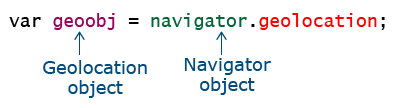 var geoobj = navigator.geolocation;
Geolocation object
Navigator object